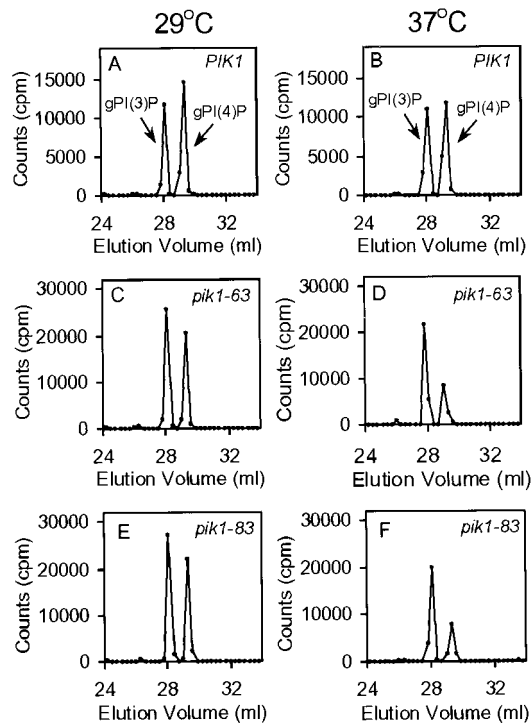 29°C
37°C
A
PIK1
gPI(3)P
gPI(4)P
Counts (cpm)
15000
10000
5000
0
24
28
32
Elution Volume (ml)
B
PIK1
gPI(3)P
gPI(4)P
Counts (cpm)
15000
10000
5000
0
24
28
32
Elution Volume (ml)
C
pik1-63
Counts (cpm)
30000
20000
10000
0
24
28
32
Elution Volume (ml)
D
pik1-63
Counts (cpm)
30000
20000
10000
0
24
28
32
Elution Volume (ml)
E
pik1-83
Counts (cpm)
30000
20000
10000
0
24
28
32
Elution Volume (ml)
F
pik1-83
Counts (cpm)
30000
20000
10000
0
24
28
32
Elution Volume (ml)